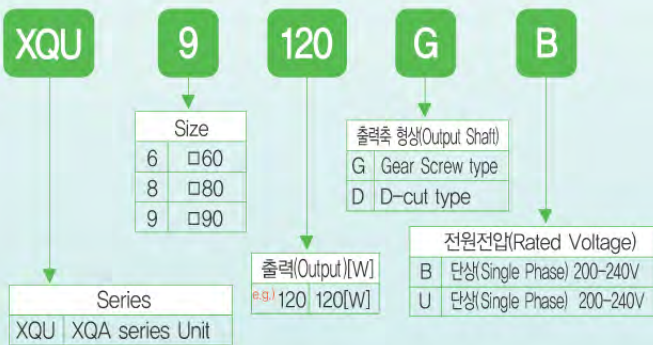 XQU 9 120 G B
Size
6 □60
8 □80
9 □90
출력축 형상(Output Shaft)
G Gear Screw type
D D-cut type
출력(Output)[W]
e.g.) 120 120[W]
전원전압(Rated Voltage)
B 단상(Single Phase) 200-240V
U 단상(Single Phase) 200-240V
Series
XQU XQA series Unit